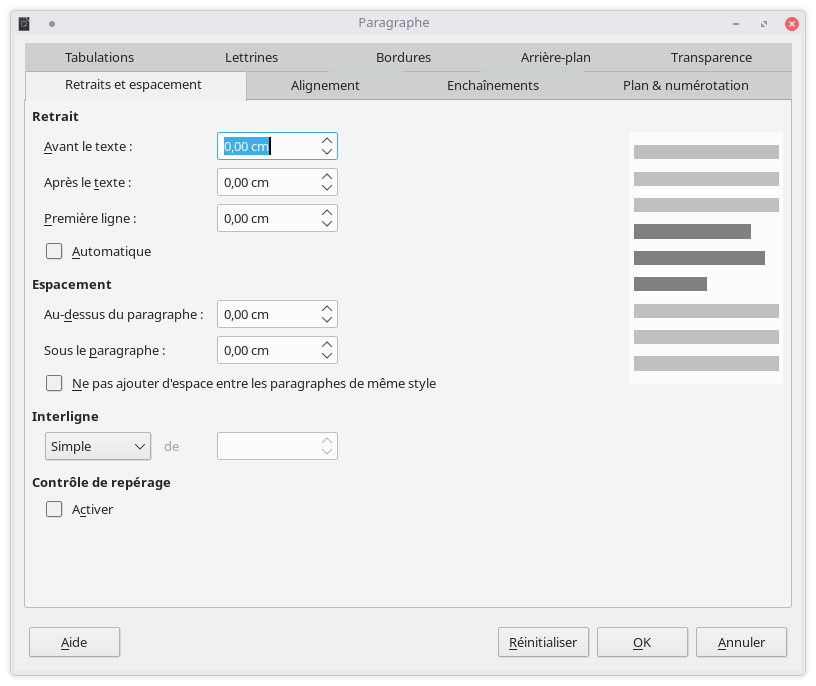 Paragraphe
Tabulations Lettrines Bordures Arrière-plan Transparence
Retraits et espacement Alignement Enchaînements Plan & numérotation
Retrait
Avant le texte : 0,00 cm
Après le texte : 0,00 cm
Première ligne : 0,00 cm
Automatique
Espacement
Au-dessus du paragraphe : 0,00 cm
Sous le paragraphe : 0,00 cm
Ne pas ajouter d'espace entre les paragraphes de même style
Interligne
Simple de
Contrôle de repérage
Activer
Aide Réinitialiser OK Annuler